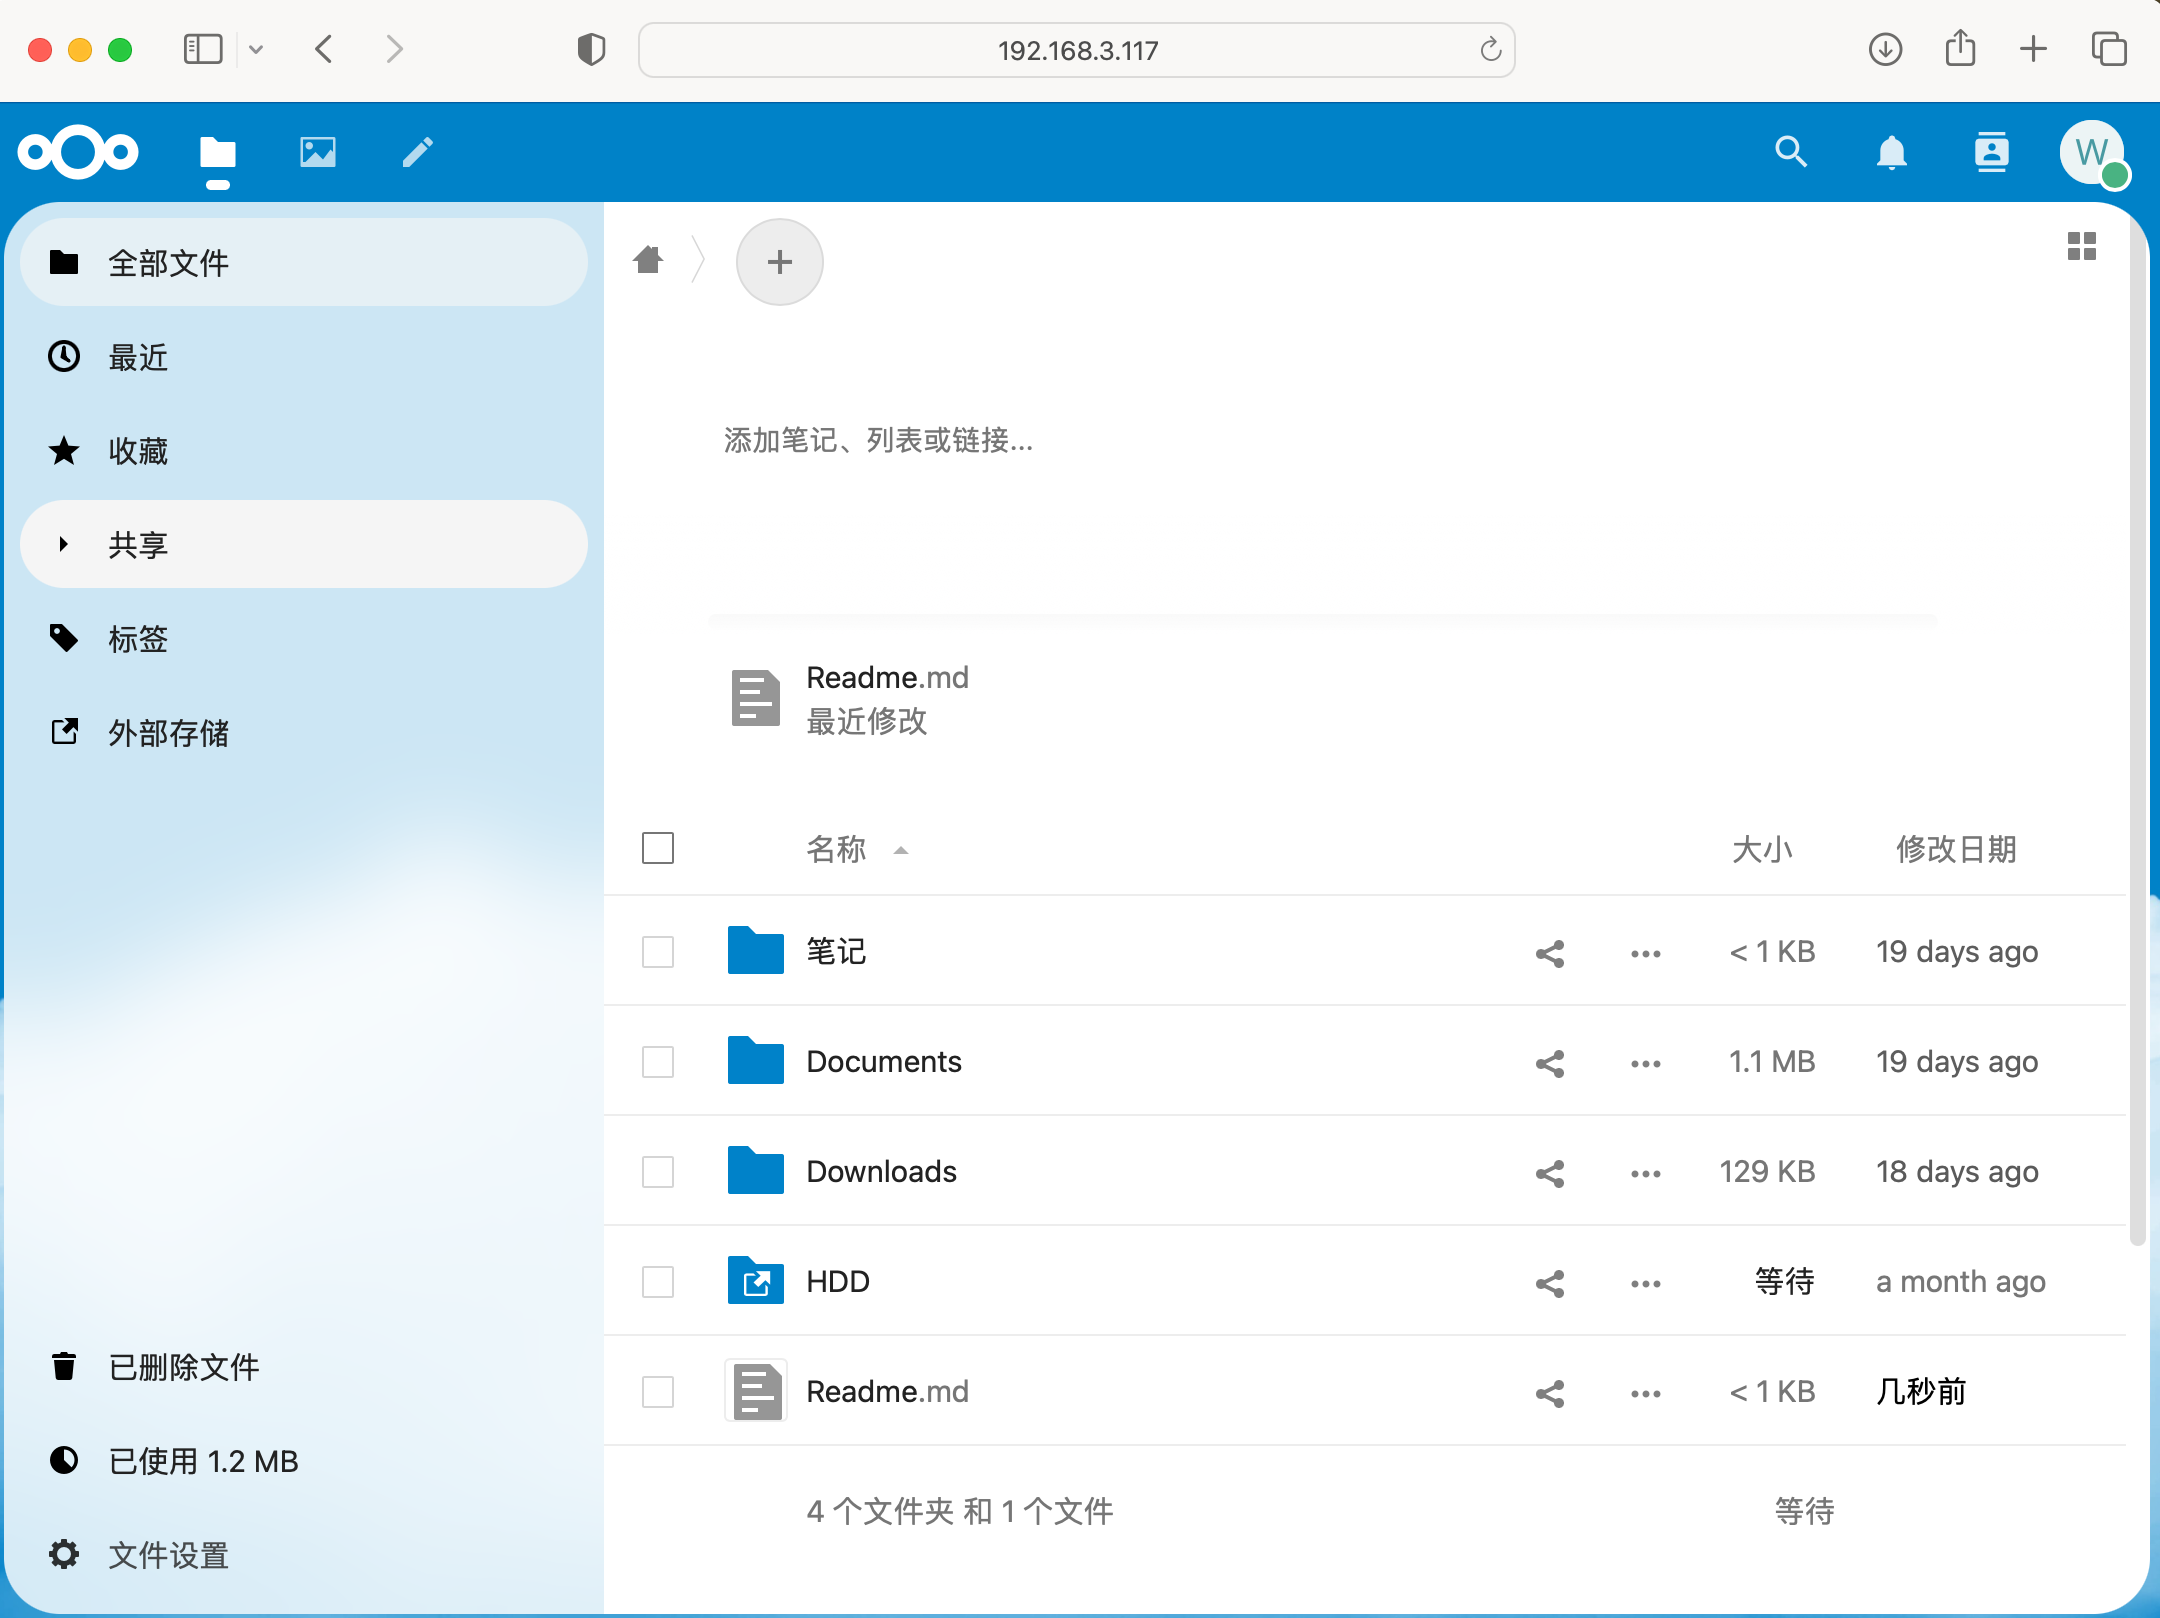 192.168.3.117
W
全部文件
最近
收藏
共享
标签
外部存储
已删除文件
已使用 1.2 MB
文件设置
添加笔记、列表或链接...
Readme.md
最近修改
名称 大小 修改日期
笔记 < 1 KB 19 days ago
Documents 1.1 MB 19 days ago
Downloads 129 KB 18 days ago
HDD 等待 a month ago
Readme.md < 1 KB 几秒前
4 个文件夹 和 1 个文件 等待